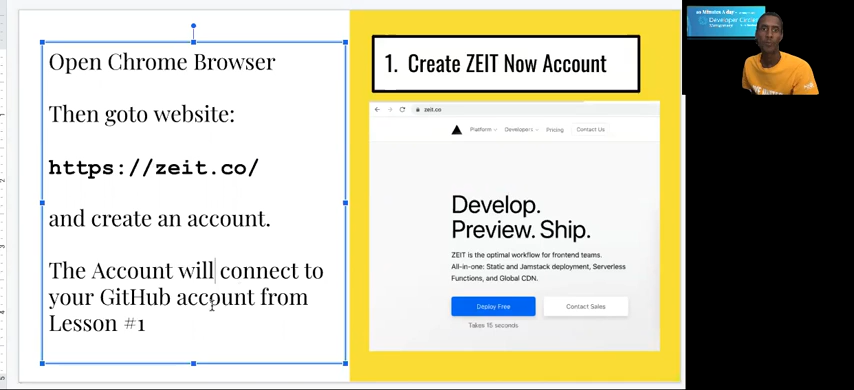 Open Chrome Browser
Then goto website:
https://zeit.co/
and create an account.
The Account will connect to
your GitHub account from
Lesson #1
1. Create ZEIT Now Account
zeit.co
Platform Developers Pricing Contact Us
Develop.
Preview. Ship.
ZEIT is the optimal workflow for frontend teams.
All-in-one: Static and Jamstack deployment, Serverless
Functions, and Global CDN.
Deploy Free Contact Sales
Takes 15 seconds
Minutes A day
Developer Circles